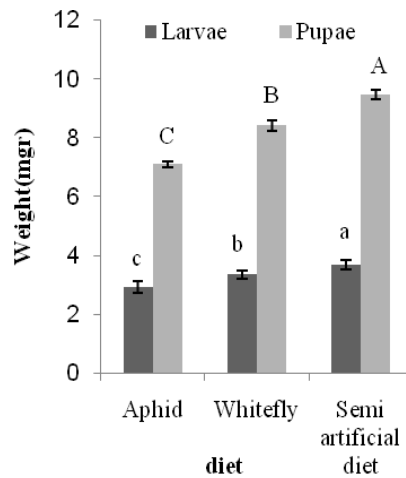 Larvae Pupae
12
10
8
6
4
2
0
Weight(mgr)
c C b B a A
Aphid Whitefly Semi
artificial
diet
diet